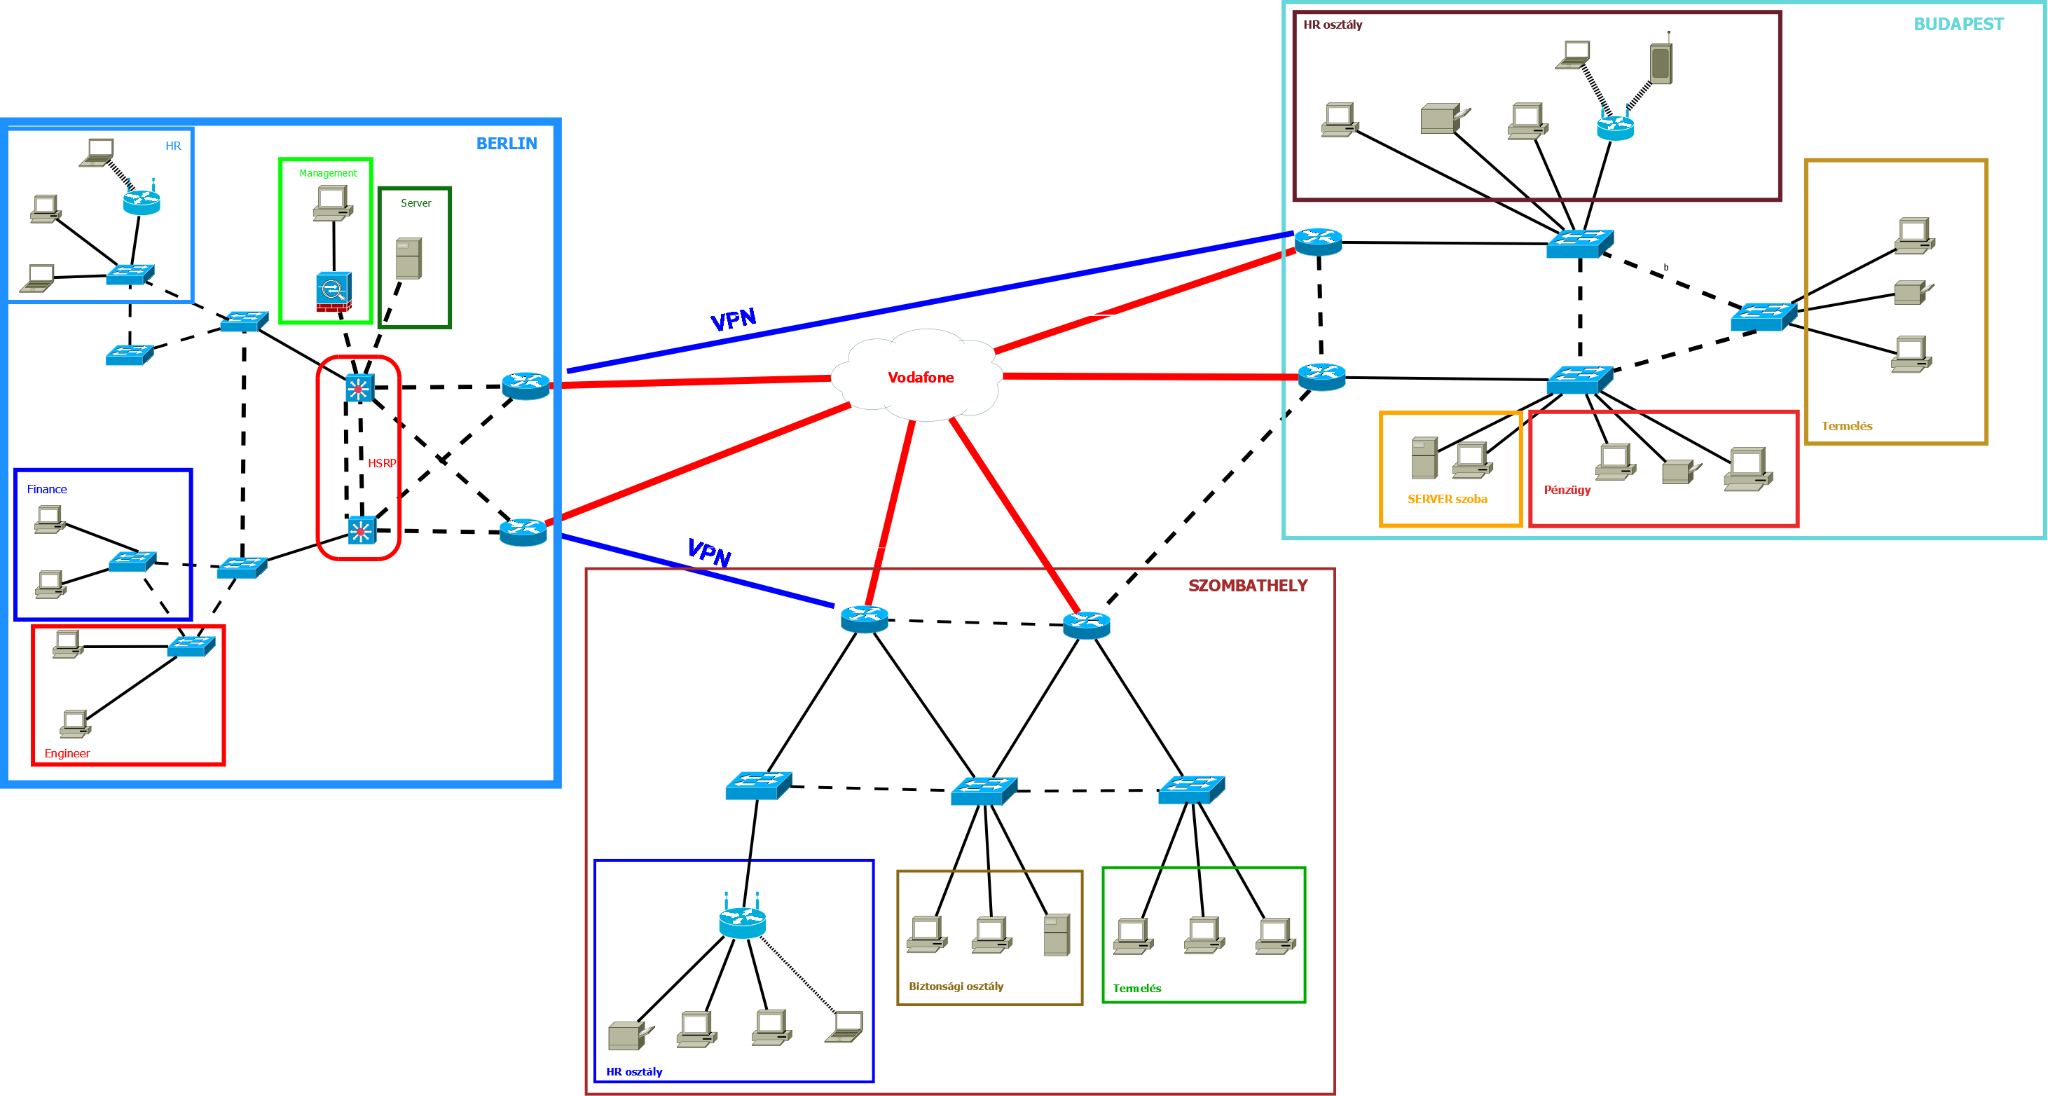 BERLIN
HR
Management
Server
HSRP
Finance
Engineer
VPN
VPN
Vodafone
BUDAPEST
HR osztály
b
Termelés
SERVER szoba
Pénzügy
SZOMBATHELY
HR osztály
Biztonsági osztály
Termelés